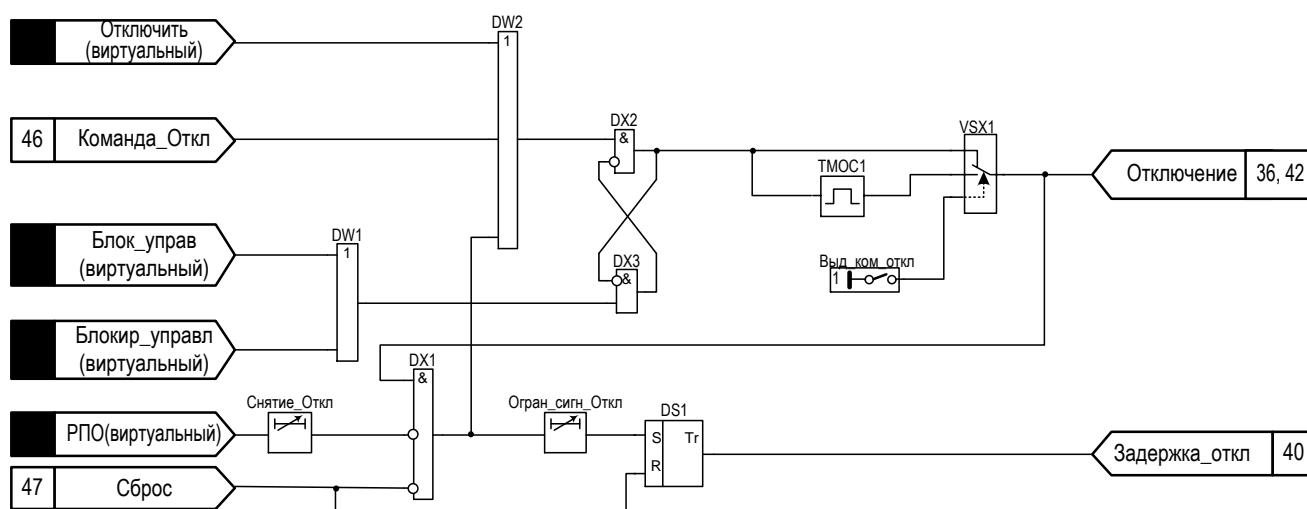 Отключить
(виртуальный)
DW2
1
46
Команда_Откл
DX2
&
VSX1
TMOC1
Отключение
36, 42
Блок_управ
(виртуальный)
DW1
1
DX3
&
Выд_ком_откл
1
Блокир_управл
(виртуальный)
DX1
&
Снятие_Откл
Огран_сигн_Откл
DS1
РПО(виртуальный)
S
Tr
R
Задержка_откл
40
47
Сброс